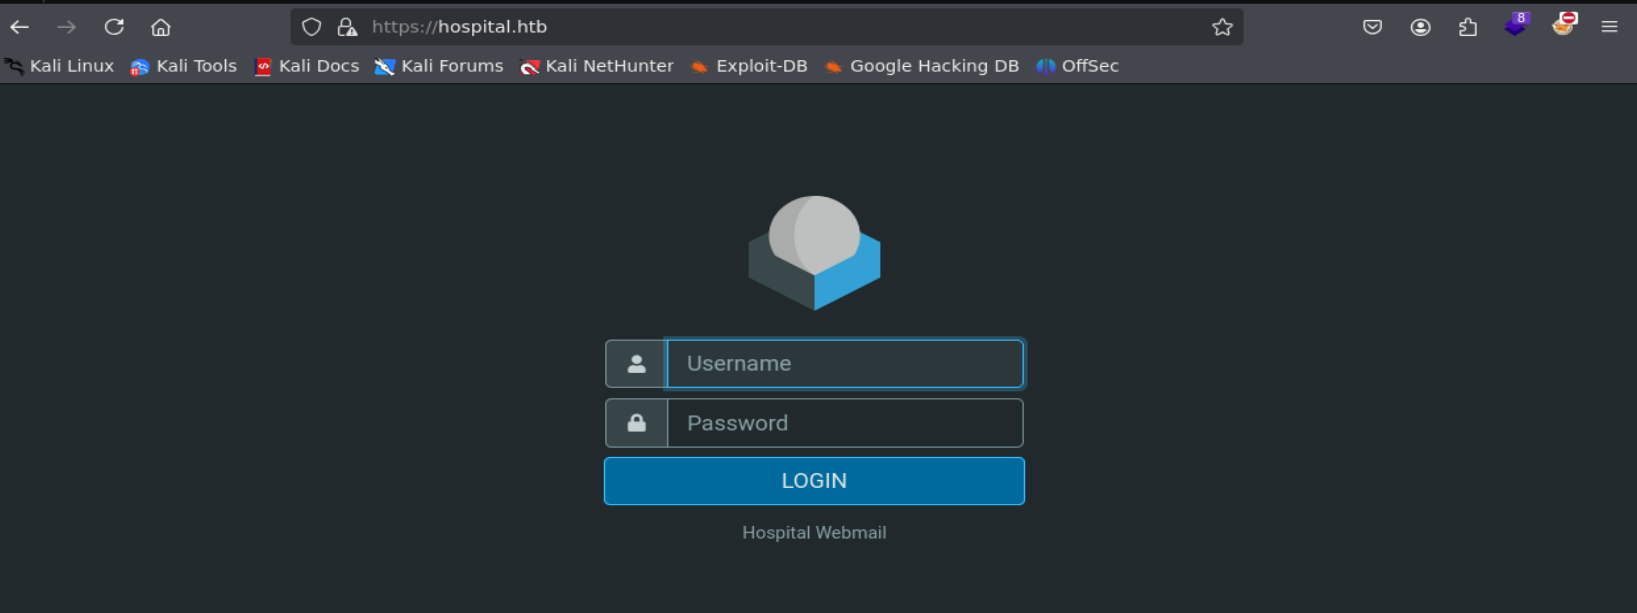 https://hospital.htb
8
Kali Linux Kali Tools Kali Docs Kali Forums Kali NetHunter Exploit-DB Google Hacking DB OffSec
Username
Password
LOGIN
Hospital Webmail